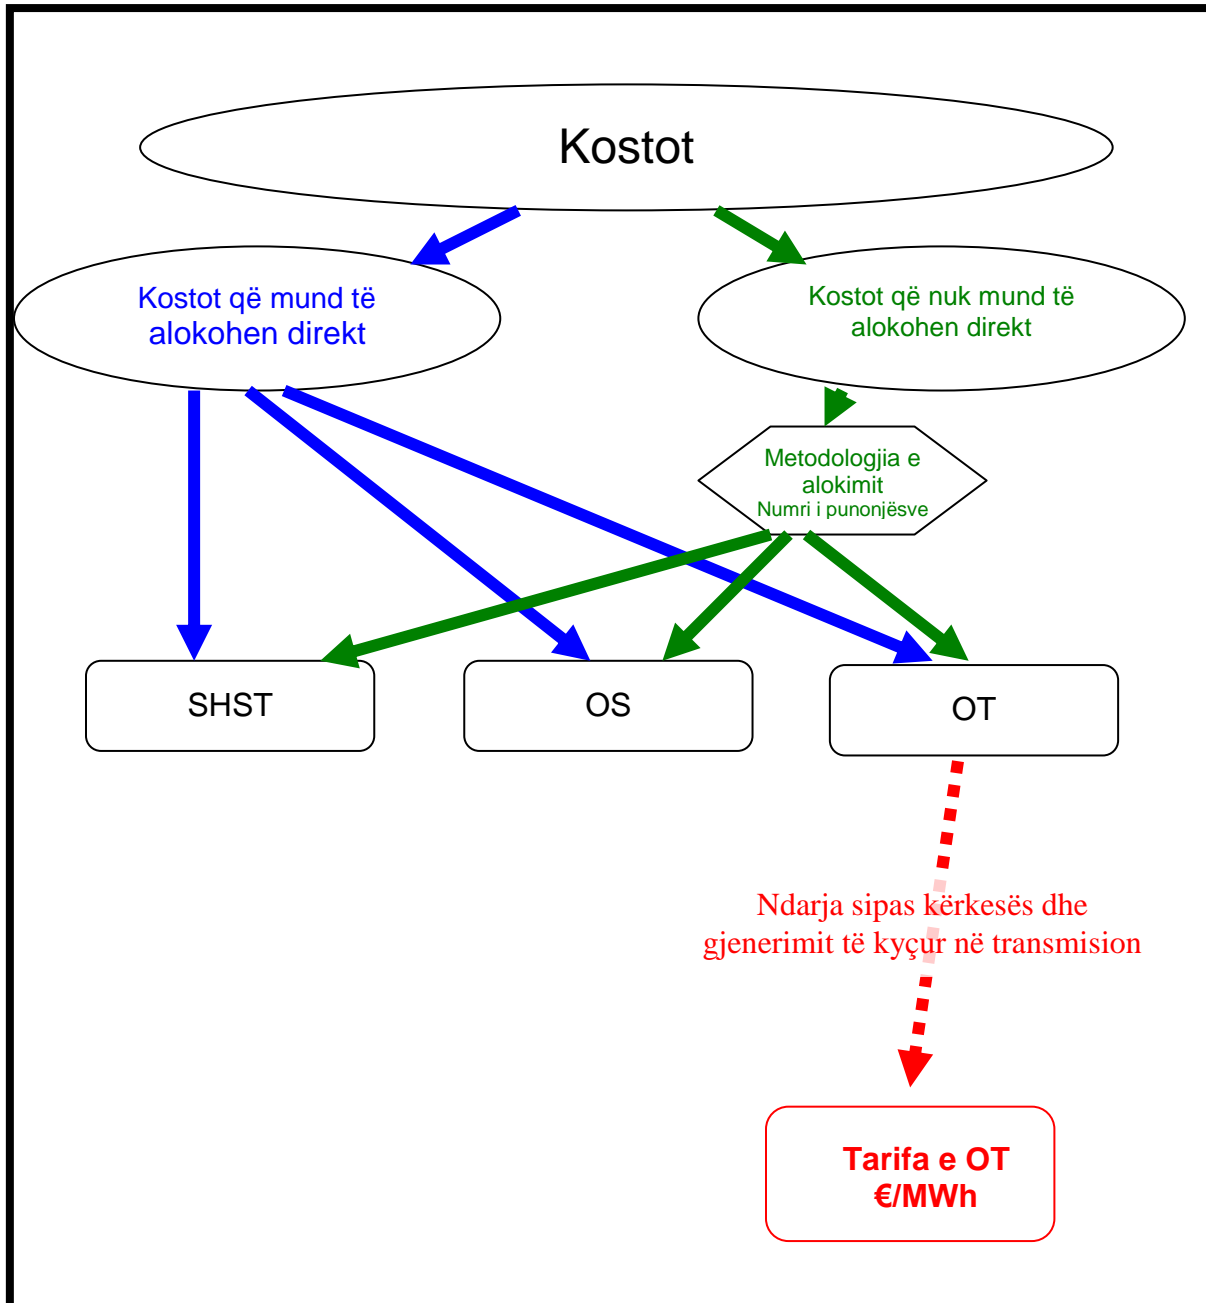 Kostot
Kostot që mund të
alokohen direkt
Kostot që nuk mund të
alokohen direkt
Metodologjia e
alokimit
Numri i punonjësve
SHST
OS
OT
Ndarja sipas kërkesës dhe
gjenerimit të kyçur në transmision
Tarifa e OT
€/MWh